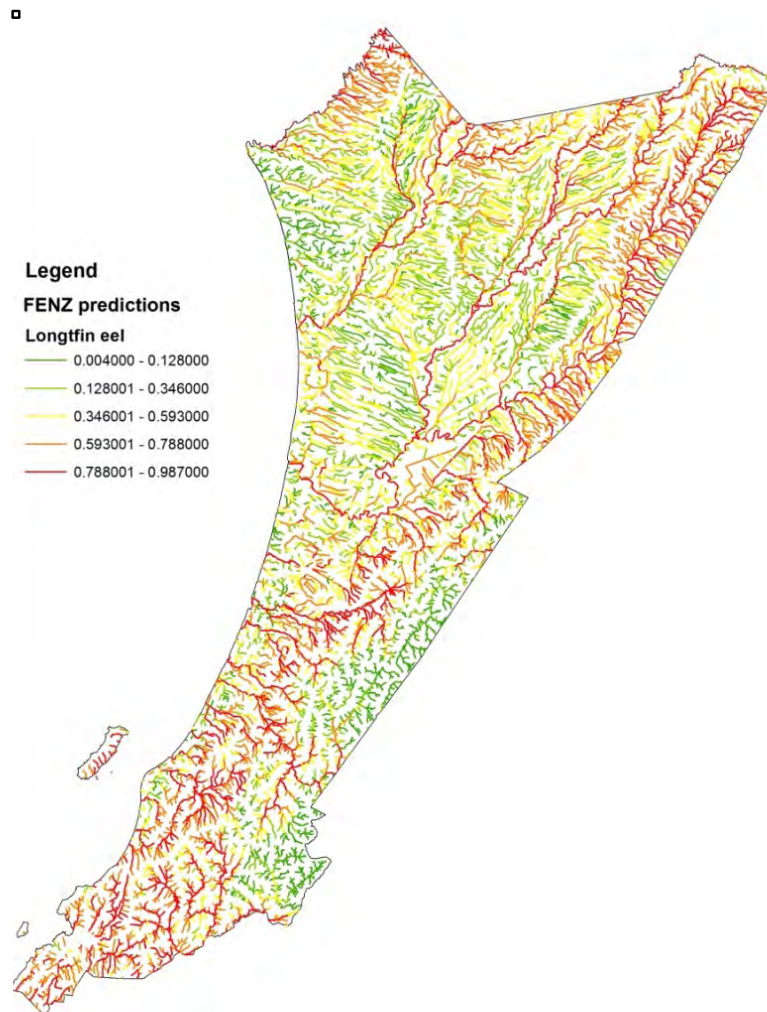 Legend
FENZ predictions
Longtfin eel
0.004000 - 0.128000
0.128001 - 0.346000
0.346001 - 0.593000
0.593001 - 0.788000
0.788001 - 0.987000